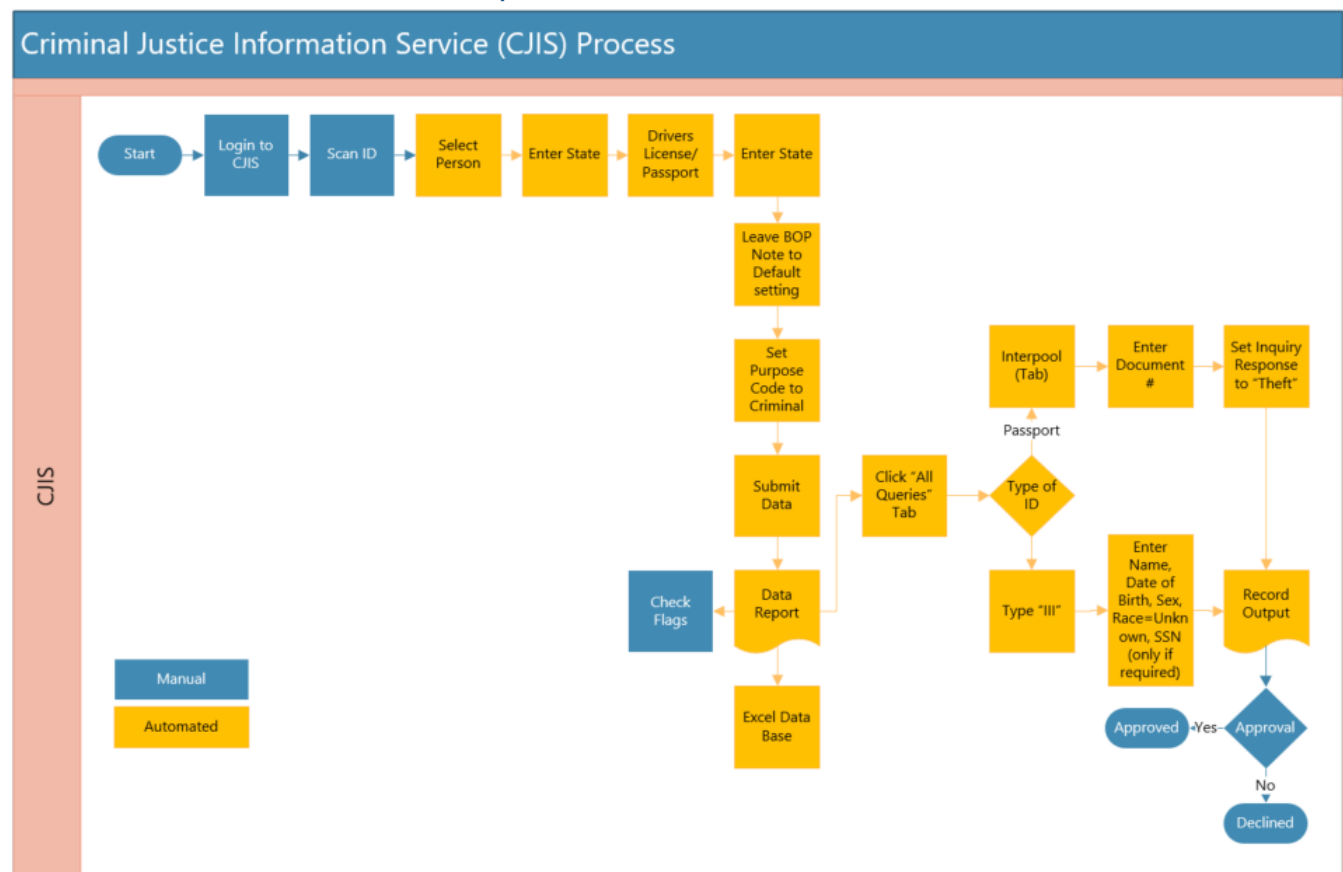 Criminal Justice Information Service (CJIS) Process
CJIS
Start
Login to
CJIS
Scan ID
Select
Person
Enter State
Drivers
License/
Passport
Enter State
Leave BOP
Note to
Default
setting
Set
Purpose
Code to
Criminal
Submit
Data
Data
Report
Check
Flags
Excel Data
Base
Click "All
Queries"
Tab
Type of
ID
Passport
Interpool
(Tab)
Enter
Document
#
Set Inquiry
Response
to "Theft"
Type "III"
Enter
Name,
Date of
Birth, Sex,
Race=Unkn
own, SSN
(only if
required)
Record
Output
Approval
Yes
Approved
No
Declined
Manual
Automated